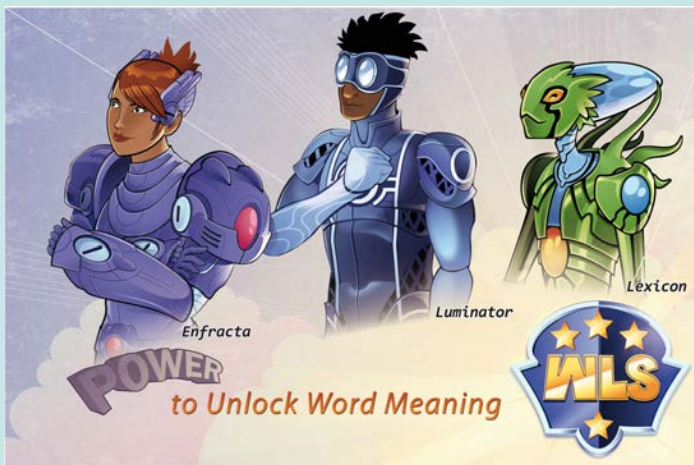 Enfracta
Luminator
Lexicon
POWER
to Unlock Word Meaning
WLS